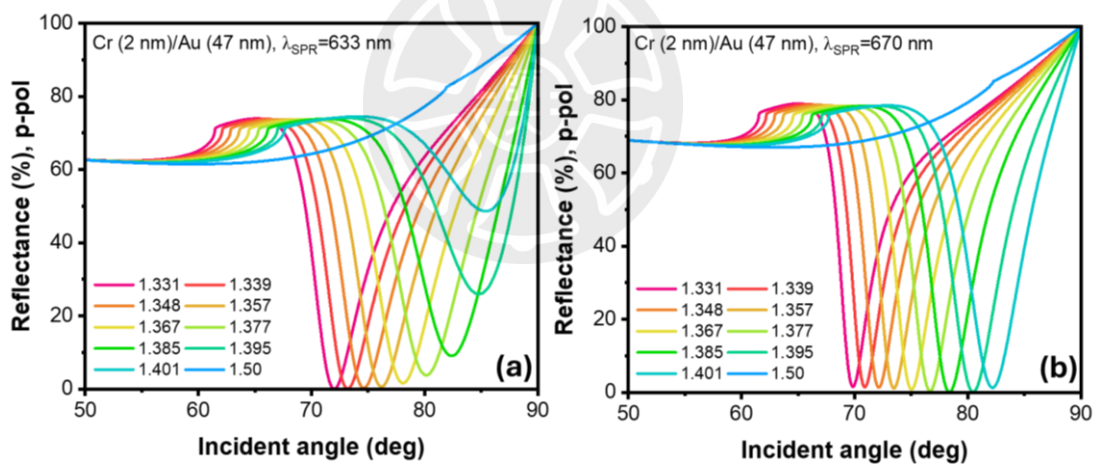 Cr (2 nm)/Au (47 nm), λSPR=633 nm
Reflectance (%), p-pol
100
80
60
40
20
0
1.331 1.339
1.348 1.357
1.367 1.377
1.385 1.395
1.401 1.50
(a)
50 60 70 80 90
Incident angle (deg)
Cr (2 nm)/Au (47 nm), λSPR=670 nm
Reflectance (%), p-pol
100
80
60
40
20
0
1.331 1.339
1.348 1.357
1.367 1.377
1.385 1.395
1.401 1.50
(b)
50 60 70 80 90
Incident angle (deg)